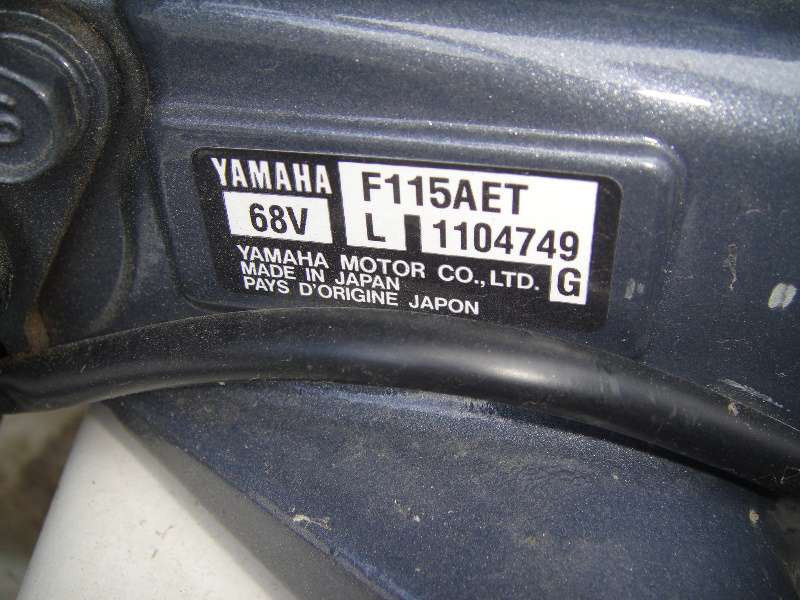 YAMAHA F115AET
68V L 1104749
YAMAHA MOTOR CO.,LTD. G
MADE IN JAPAN
PAYS D'ORIGINE JAPON